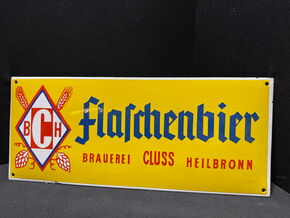 BCH
Flaschenbier
BRAUEREI CLUSS HEILBRONN